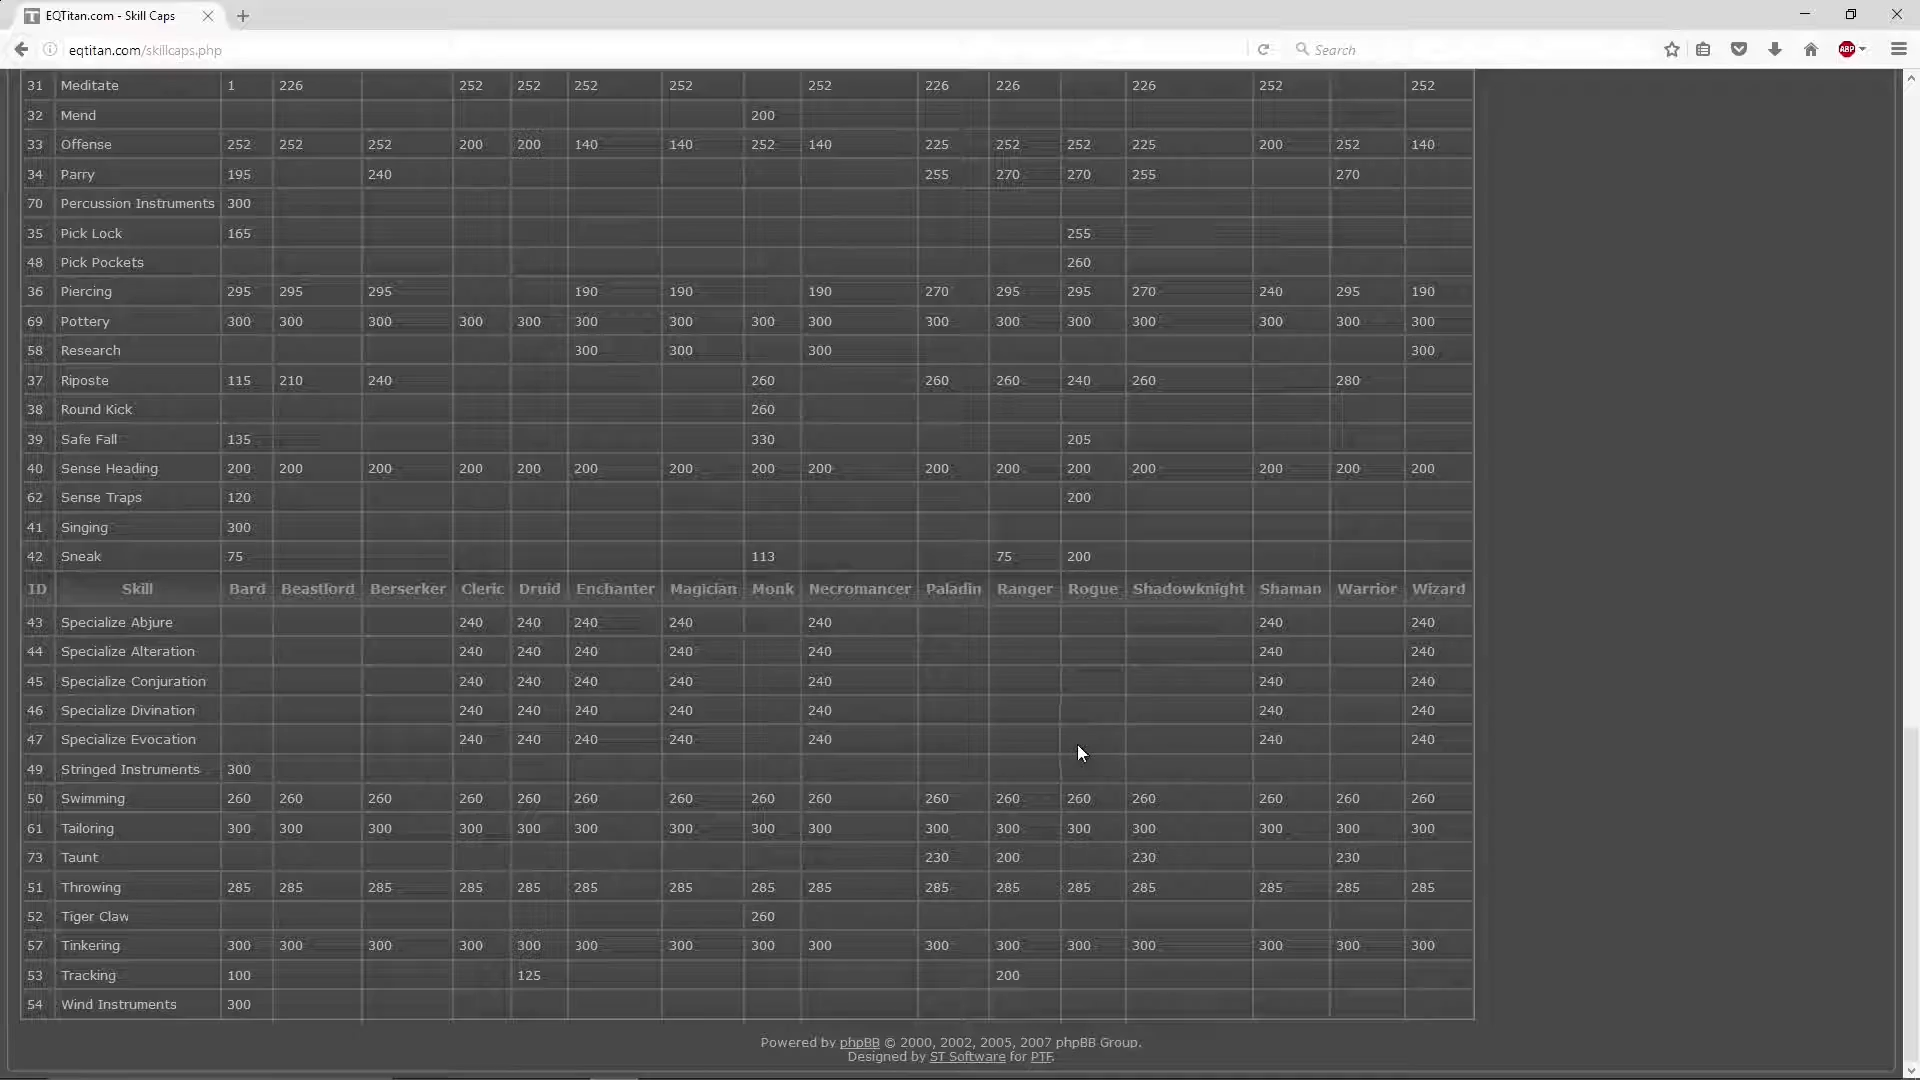 EQTitan.com - Skill Caps
eqtitan.com/skillcaps.php
Search
ABP
31 Meditate 1 226 252 252 252 252 252 226 226 226 252 252
32 Mend 200
33 Offense 252 252 252 200 200 140 140 252 140 225 252 252 225 200 252 140
34 Parry 195 240 255 270 270 255 270
70 Percussion Instruments 300
35 Pick Lock 165 255
48 Pick Pockets 260
36 Piercing 295 295 295 190 190 190 270 295 295 270 240 295 190
69 Pottery 300 300 300 300 300 300 300 300 300 300 300 300 300 300 300 300
58 Research 300 300 300 300
37 Riposte 115 210 240 260 260 260 240 260 280
38 Round Kick 260
39 Safe Fall 135 330 205
40 Sense Heading 200 200 200 200 200 200 200 200 200 200 200 200 200 200 200 200
62 Sense Traps 120 200
41 Singing 300
42 Sneak 75 113 75 200
ID Skill Bard Beastlord Berserker Cleric Druid Enchanter Magician Monk Necromancer Paladin Ranger Rogue Shadowknight Shaman Warrior Wizard
43 Specialize Abjure 240 240 240 240 240 240 240
44 Specialize Alteration 240 240 240 240 240 240 240
45 Specialize Conjuration 240 240 240 240 240 240 240
46 Specialize Divination 240 240 240 240 240 240 240
47 Specialize Evocation 240 240 240 240 240 240 240
49 Stringed Instruments 300
50 Swimming 260 260 260 260 260 260 260 260 260 260 260 260 260 260 260 260
61 Tailoring 300 300 300 300 300 300 300 300 300 300 300 300 300 300 300 300
73 Taunt 230 200 230 230
51 Throwing 285 285 285 285 285 285 285 285 285 285 285 285 285 285 285 285
52 Tiger Claw 260
57 Tinkering 300 300 300 300 300 300 300 300 300 300 300 300 300 300 300 300
53 Tracking 100 125 200
54 Wind Instruments 300
Powered by phpBB © 2000, 2002, 2005, 2007 phpBB Group.
Designed by ST Software for PTF.